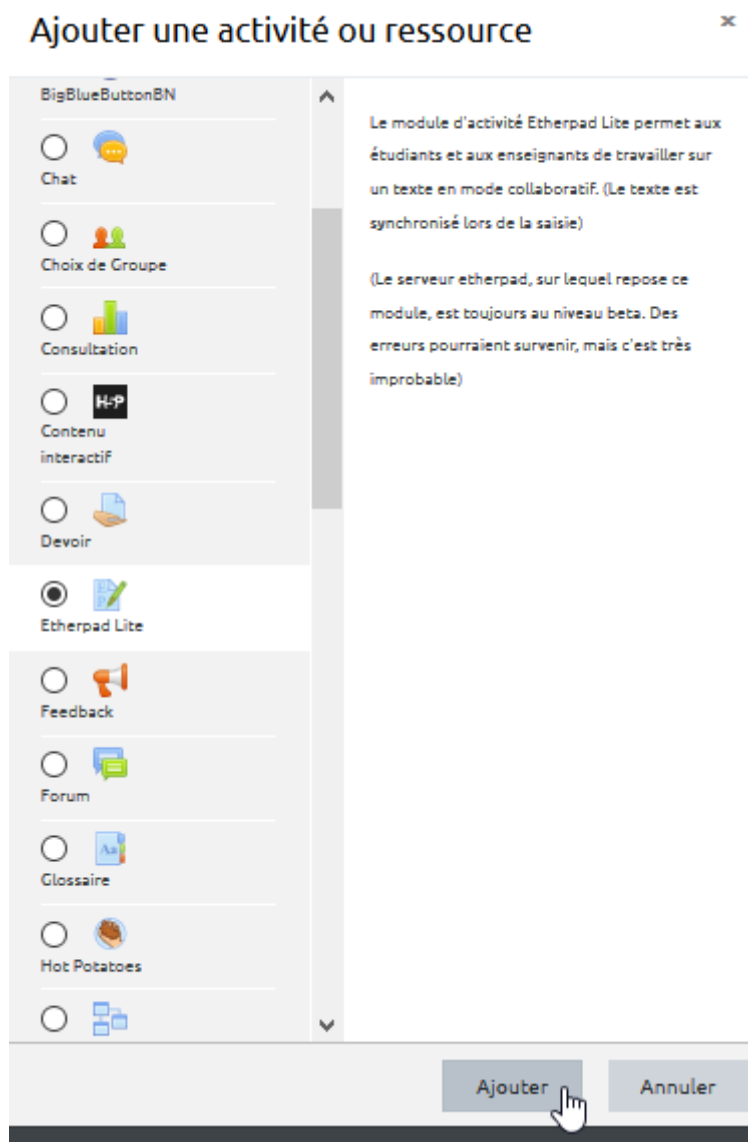 Ajouter une activité ou ressource
×
BigBlueButtonBN
Chat
Choix de Groupe
Consultation
H-P
Contenu
interactif
Devoir
Etherpad Lite
Feedback
Forum
Aa
Glossaire
Hot Potatoes
Le module d'activité Etherpad Lite permet aux
étudiants et aux enseignants de travailler sur
un texte en mode collaboratif. (Le texte est
synchronisé lors de la saisie)
(Le serveur etherpad, sur lequel repose ce
module, est toujours au niveau beta. Des
erreurs pourraient survenir, mais c'est très
improbable)
Ajouter
Annuler